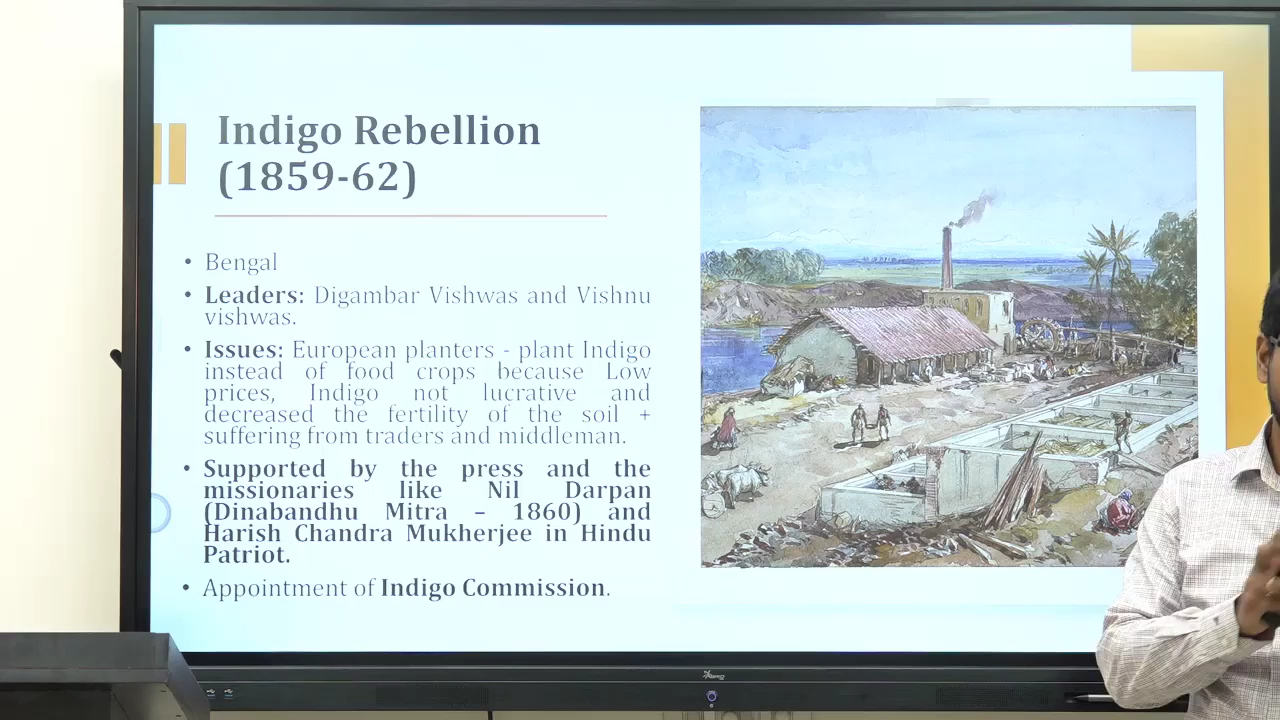 Indigo Rebellion
(1859-62)
• Bengal
• Leaders: Digambar Vishwas and Vishnu
vishwas.
• Issues: European planters - plant Indigo
instead of food crops because Low
prices, Indigo not lucrative and
decreased the fertility of the soil +
suffering from traders and middleman.
• Supported by the press and the
missionaries like Nil Darpan
(Dinabandhu Mitra – 1860) and
Harish Chandra Mukherjee in Hindu
Patriot.
• Appointment of Indigo Commission.